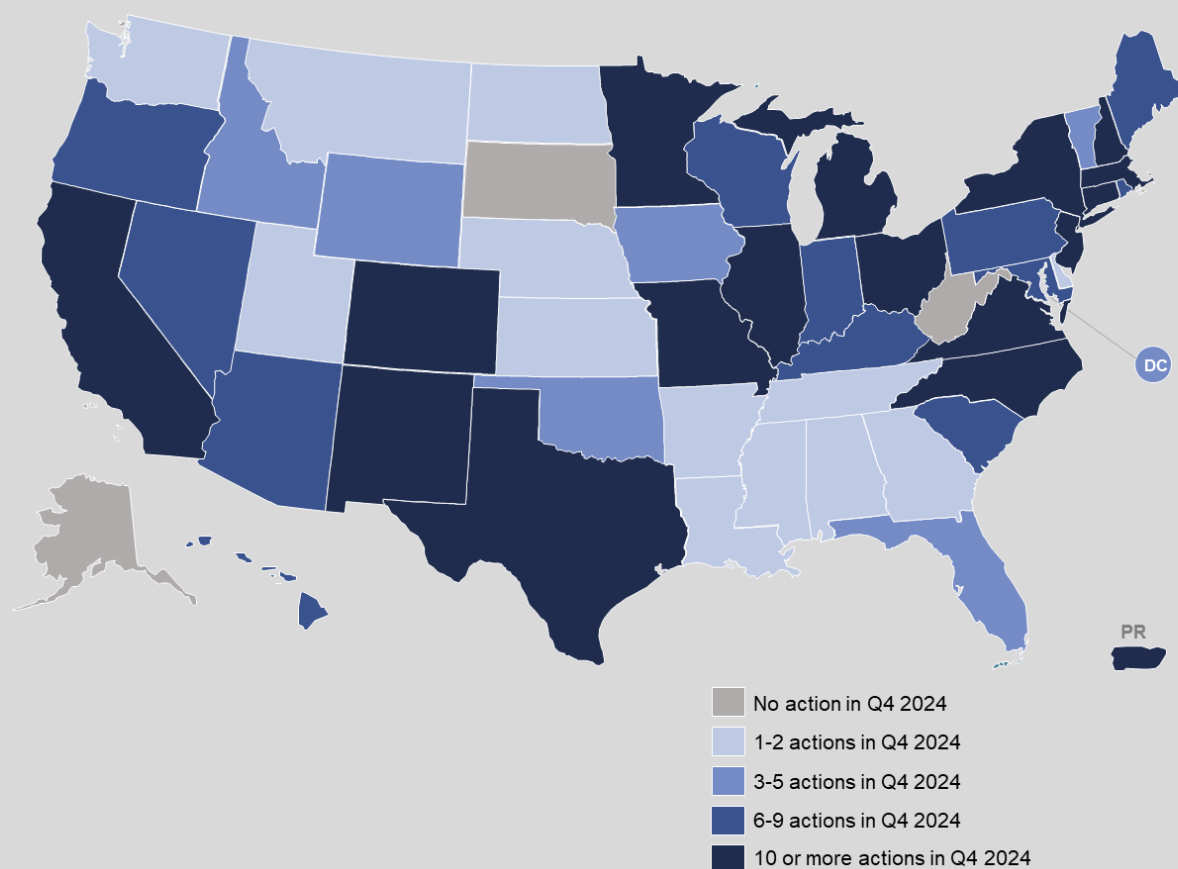 DC
PR
No action in Q4 2024
1-2 actions in Q4 2024
3-5 actions in Q4 2024
6-9 actions in Q4 2024
10 or more actions in Q4 2024